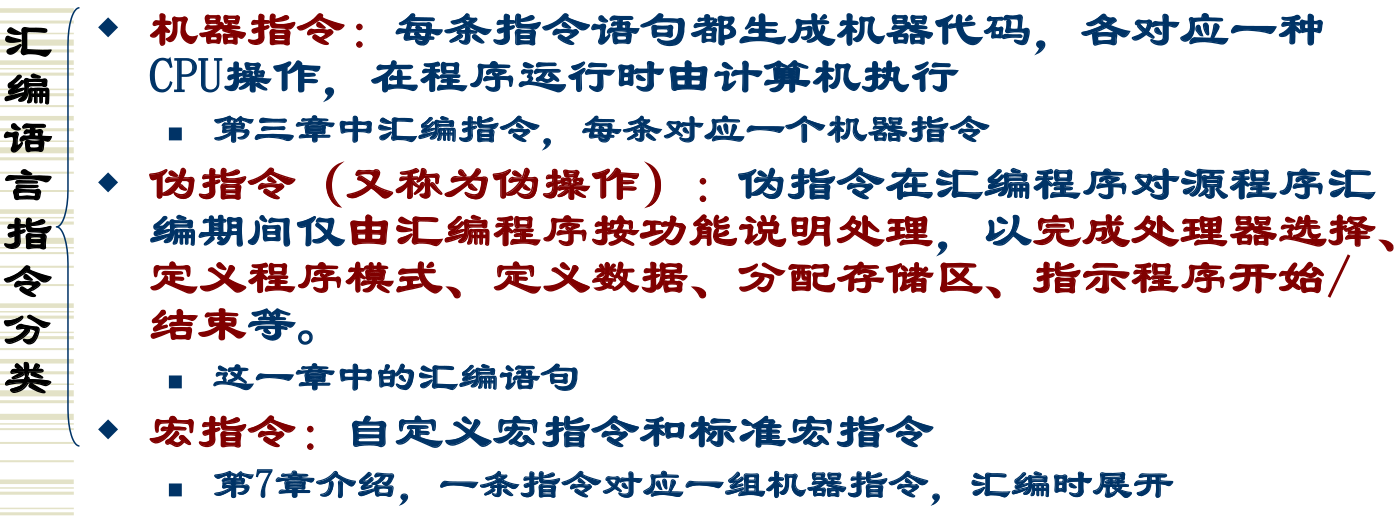 汇编语言指令分类
机器指令：每条指令语句都生成机器代码，各对应一种
CPU操作，在程序运行时由计算机执行
第三章中汇编指令，每条对应一个机器指令
伪指令（又称为伪操作）：伪指令在汇编程序对源程序汇
编期间仅由汇编程序按功能说明处理，以完成处理器选择、
定义程序模式、定义数据、分配存储区、指示程序开始/
结束等。
这一章中的汇编语句
宏指令：自定义宏指令和标准宏指令
第7章介绍，一条指令对应一组机器指令，汇编时展开